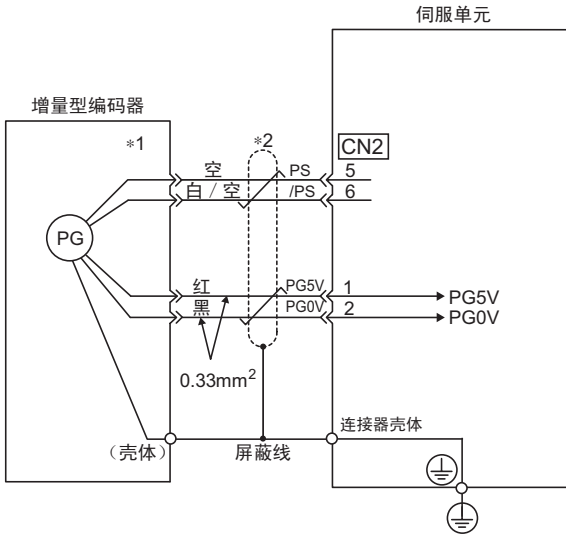 伺服单元
增量型编码器
*1
*2
CN2
空
PS
5
白 / 空
/PS
6
PG
红
PG5V
1
PG5V
黑
PG0V
2
PG0V
0.33mm²
连接器壳体
(壳体)
屏蔽线